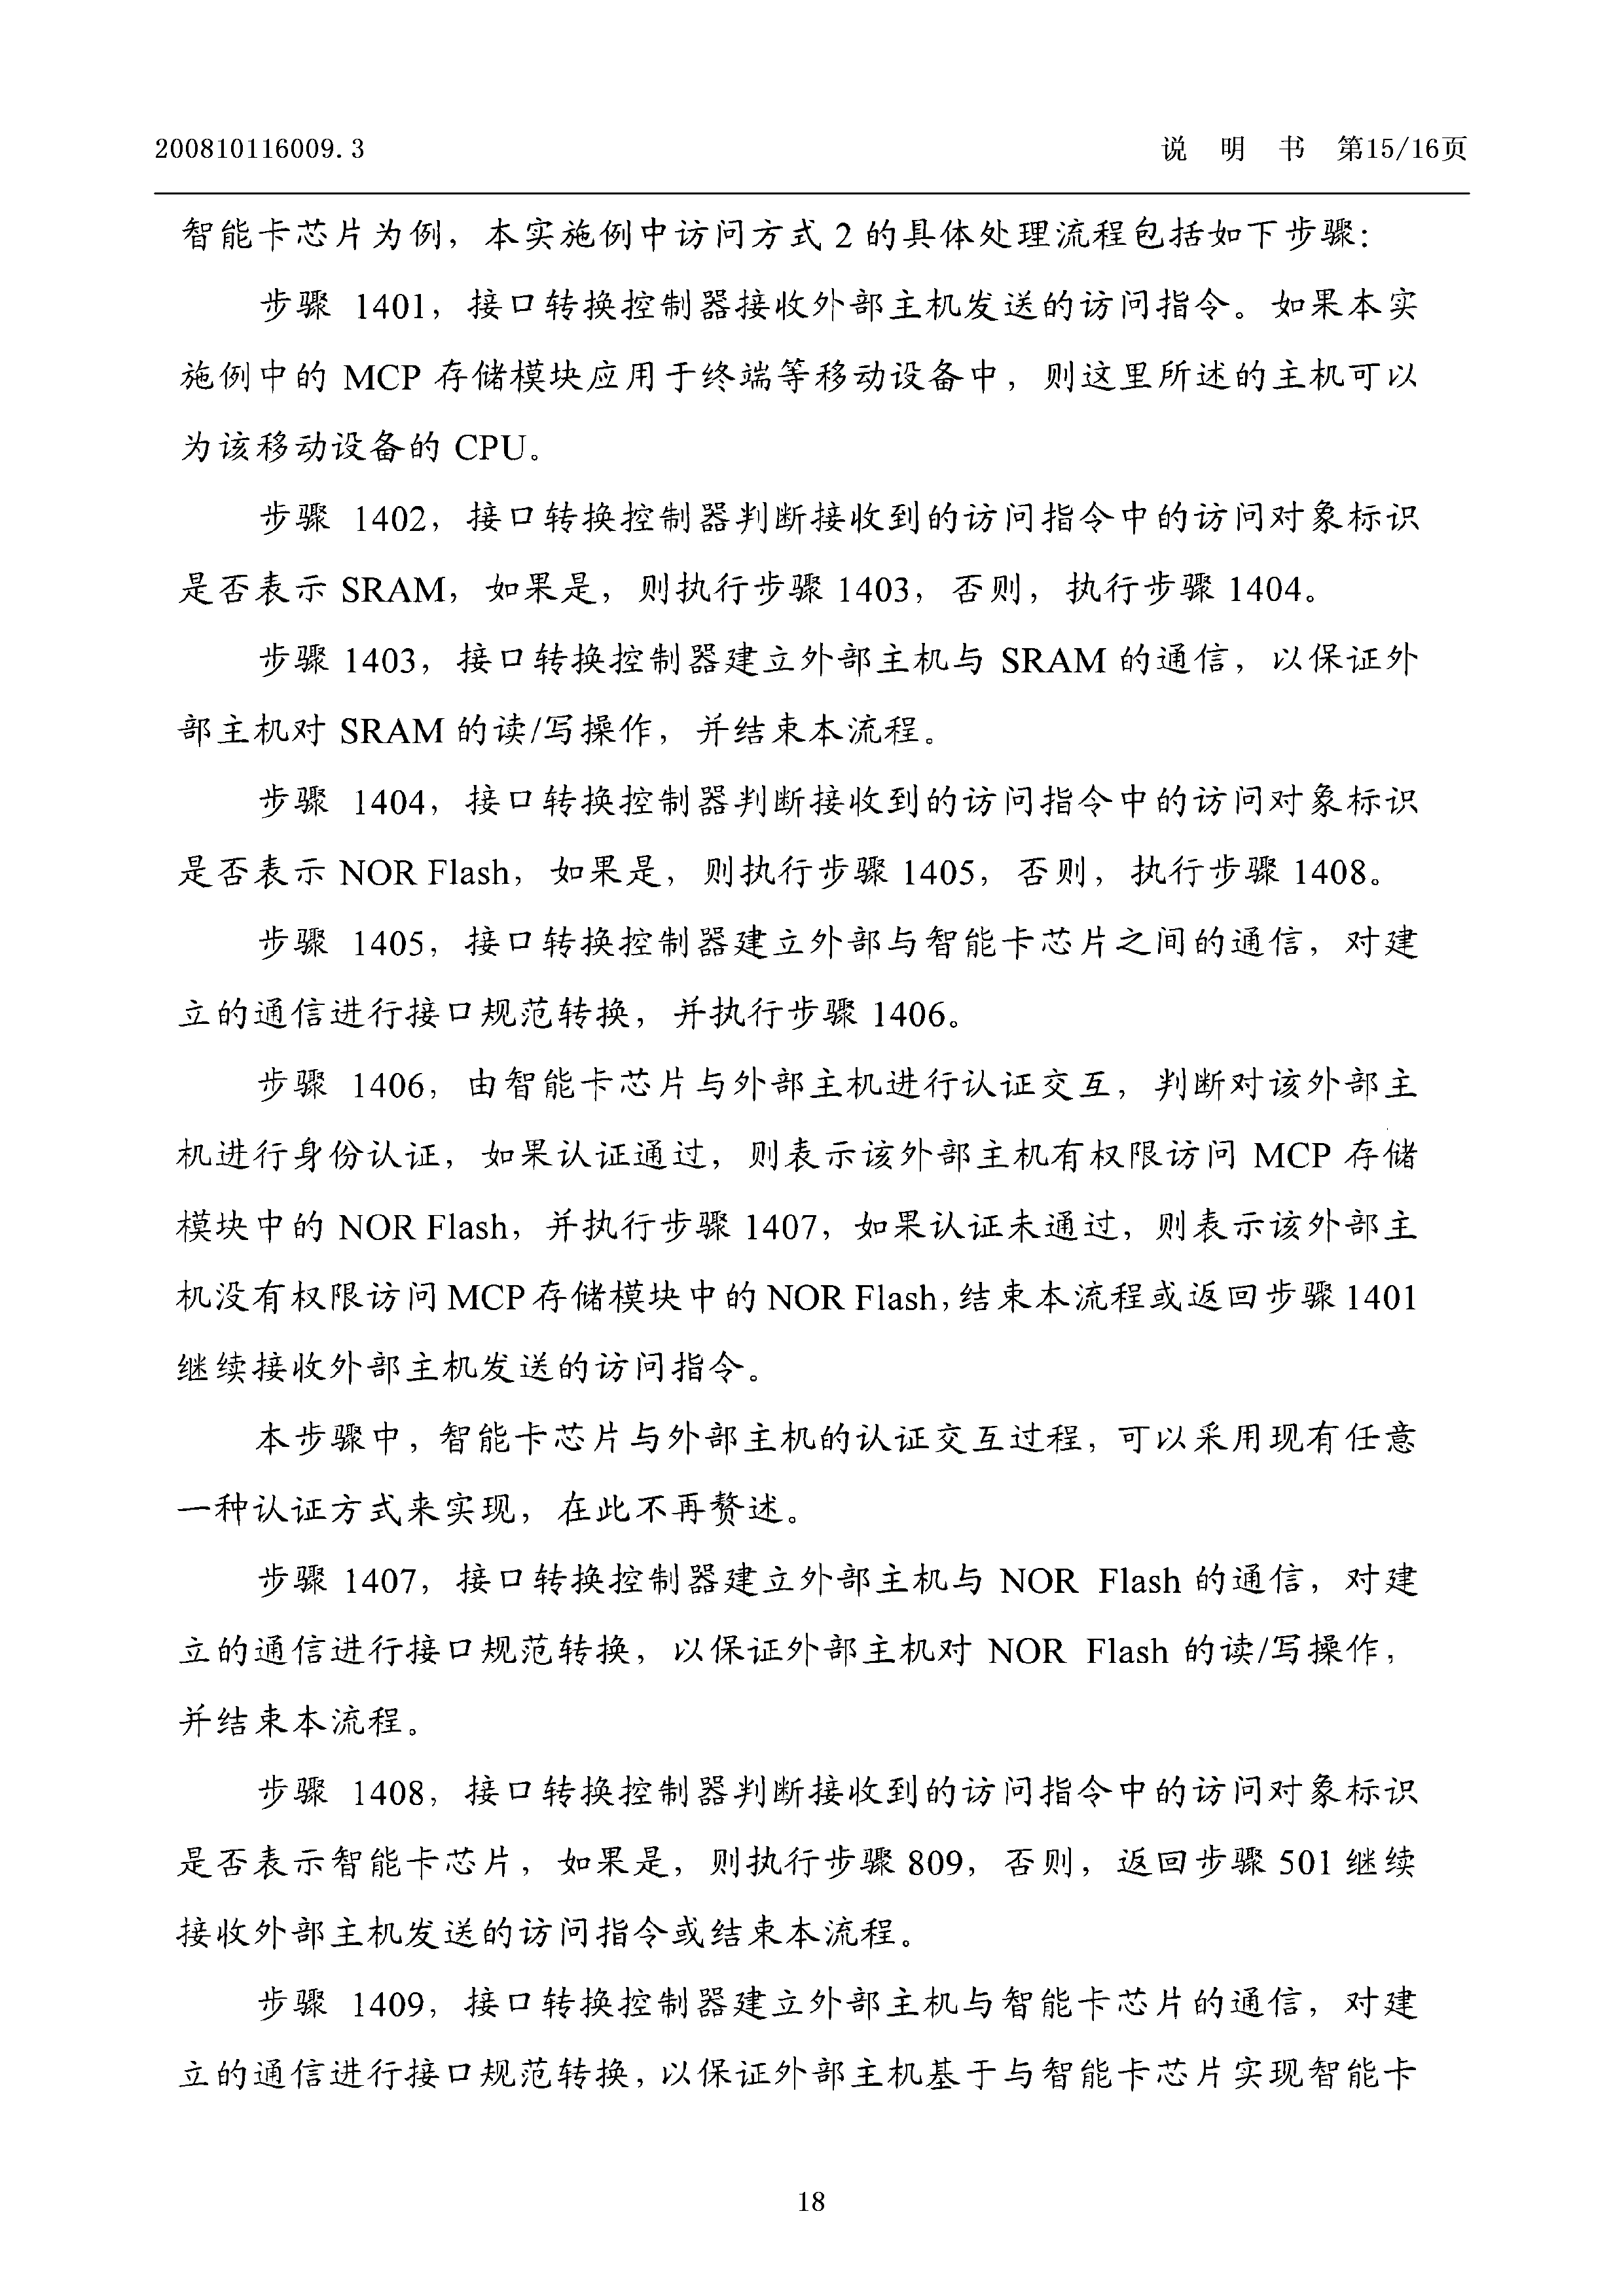 200810116009.3 说 明 书 第15/16页
智能卡芯片为例，本实施例中访问方式 2 的具体处理流程包括如下步骤：
步骤 1401，接口转换控制器接收外部主机发送的访问指令。如果本实
施例中的 MCP 存储模块应用于终端等移动设备中，则这里所述的主机可以
为该移动设备的 CPU。
步骤 1402，接口转换控制器判断接收到的访问指令中的访问对象标识
是否表示 SRAM，如果是，则执行步骤 1403，否则，执行步骤 1404。
步骤 1403，接口转换控制器建立外部主机与 SRAM 的通信，以保证外
部主机对 SRAM 的读/写操作，并结束本流程。
步骤 1404，接口转换控制器判断接收到的访问指令中的访问对象标识
是否表示 NOR Flash，如果是，则执行步骤 1405，否则，执行步骤 1408。
步骤 1405，接口转换控制器建立外部与智能卡芯片之间的通信，对建
立的通信进行接口规范转换，并执行步骤 1406。
步骤 1406，由智能卡芯片与外部主机进行认证交互，判断对该外部主
机进行身份认证，如果认证通过，则表示该外部主机有权限访问 MCP 存储
模块中的 NOR Flash，并执行步骤 1407，如果认证未通过，则表示该外部主
机没有权限访问 MCP 存储模块中的 NOR Flash，结束本流程或返回步骤 1401
继续接收外部主机发送的访问指令。
本步骤中，智能卡芯片与外部主机的认证交互过程，可以采用现有任意
一种认证方式来实现，在此不再赘述。
步骤 1407，接口转换控制器建立外部主机与 NOR Flash 的通信，对建
立的通信进行接口规范转换，以保证外部主机对 NOR Flash 的读/写操作，
并结束本流程。
步骤 1408，接口转换控制器判断接收到的访问指令中的访问对象标识
是否表示智能卡芯片，如果是，则执行步骤 809，否则，返回步骤 501 继续
接收外部主机发送的访问指令或结束本流程。
步骤 1409，接口转换控制器建立外部主机与智能卡芯片的通信，对建
立的通信进行接口规范转换，以保证外部主机基于与智能卡芯片实现智能卡
18